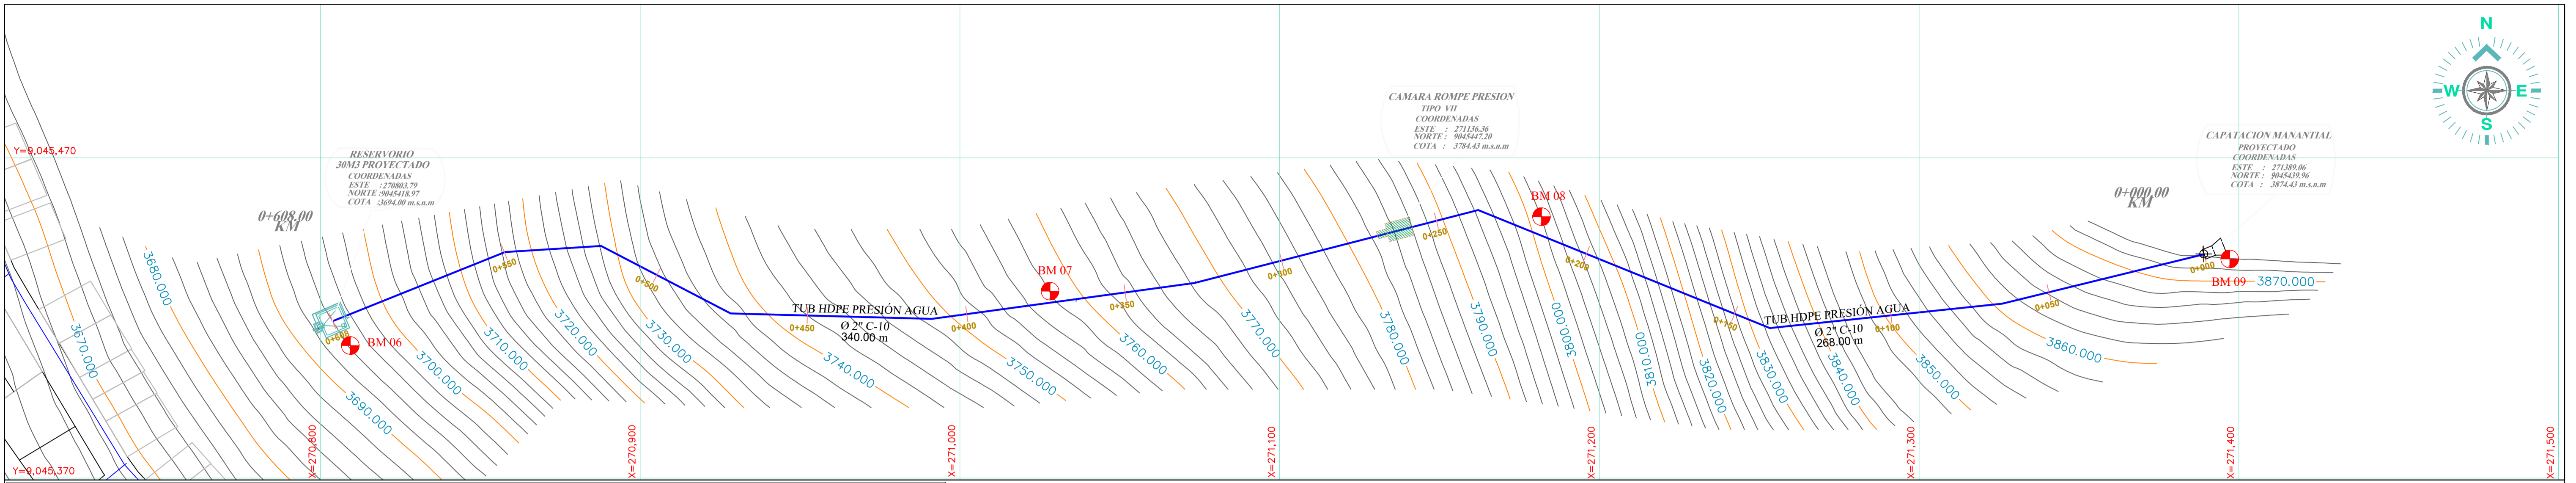 N
W
E
S
CAMARA ROMPE PRESION
TIPO VII
COORDENADAS
ESTE : 271136.36
NORTE : 9045447.20
COTA : 3784.43 m.s.n.m
CAPATACION MANANTIAL
PROYECTADO
COORDENADAS
ESTE : 271389.06
NORTE : 9045439.96
COTA : 3874.43 m.s.n.m
Y=9,045,470
RESERVORIO
30M3 PROYECTADO
COORDENADAS
ESTE :270803.79
NORTE :9045418.97
COTA :3694.00 m.s.n.m
0+608.00
KM
0+000.00
KM
BM 08
BM 07
BM 09
BM 06
0+608
0+550
0+500
0+450
0+400
0+350
0+300
0+250
0+200
0+150
0+100
0+050
0+000
TUB HDPE PRESIÓN AGUA
Ø 2" C-10
340.00 m
TUB HDPE PRESIÓN AGUA
Ø 2" C-10
268.00 m
3670.000
3680.000
3690.000
3700.000
3710.000
3720.000
3730.000
3740.000
3750.000
3760.000
3770.000
3780.000
3790.000
3800.000
3810.000
3820.000
3830.000
3840.000
3850.000
3860.000
3870.000
Y=9,045,370
X=270,800
X=270,900
X=271,000
X=271,100
X=271,200
X=271,300
X=271,400
X=271,500